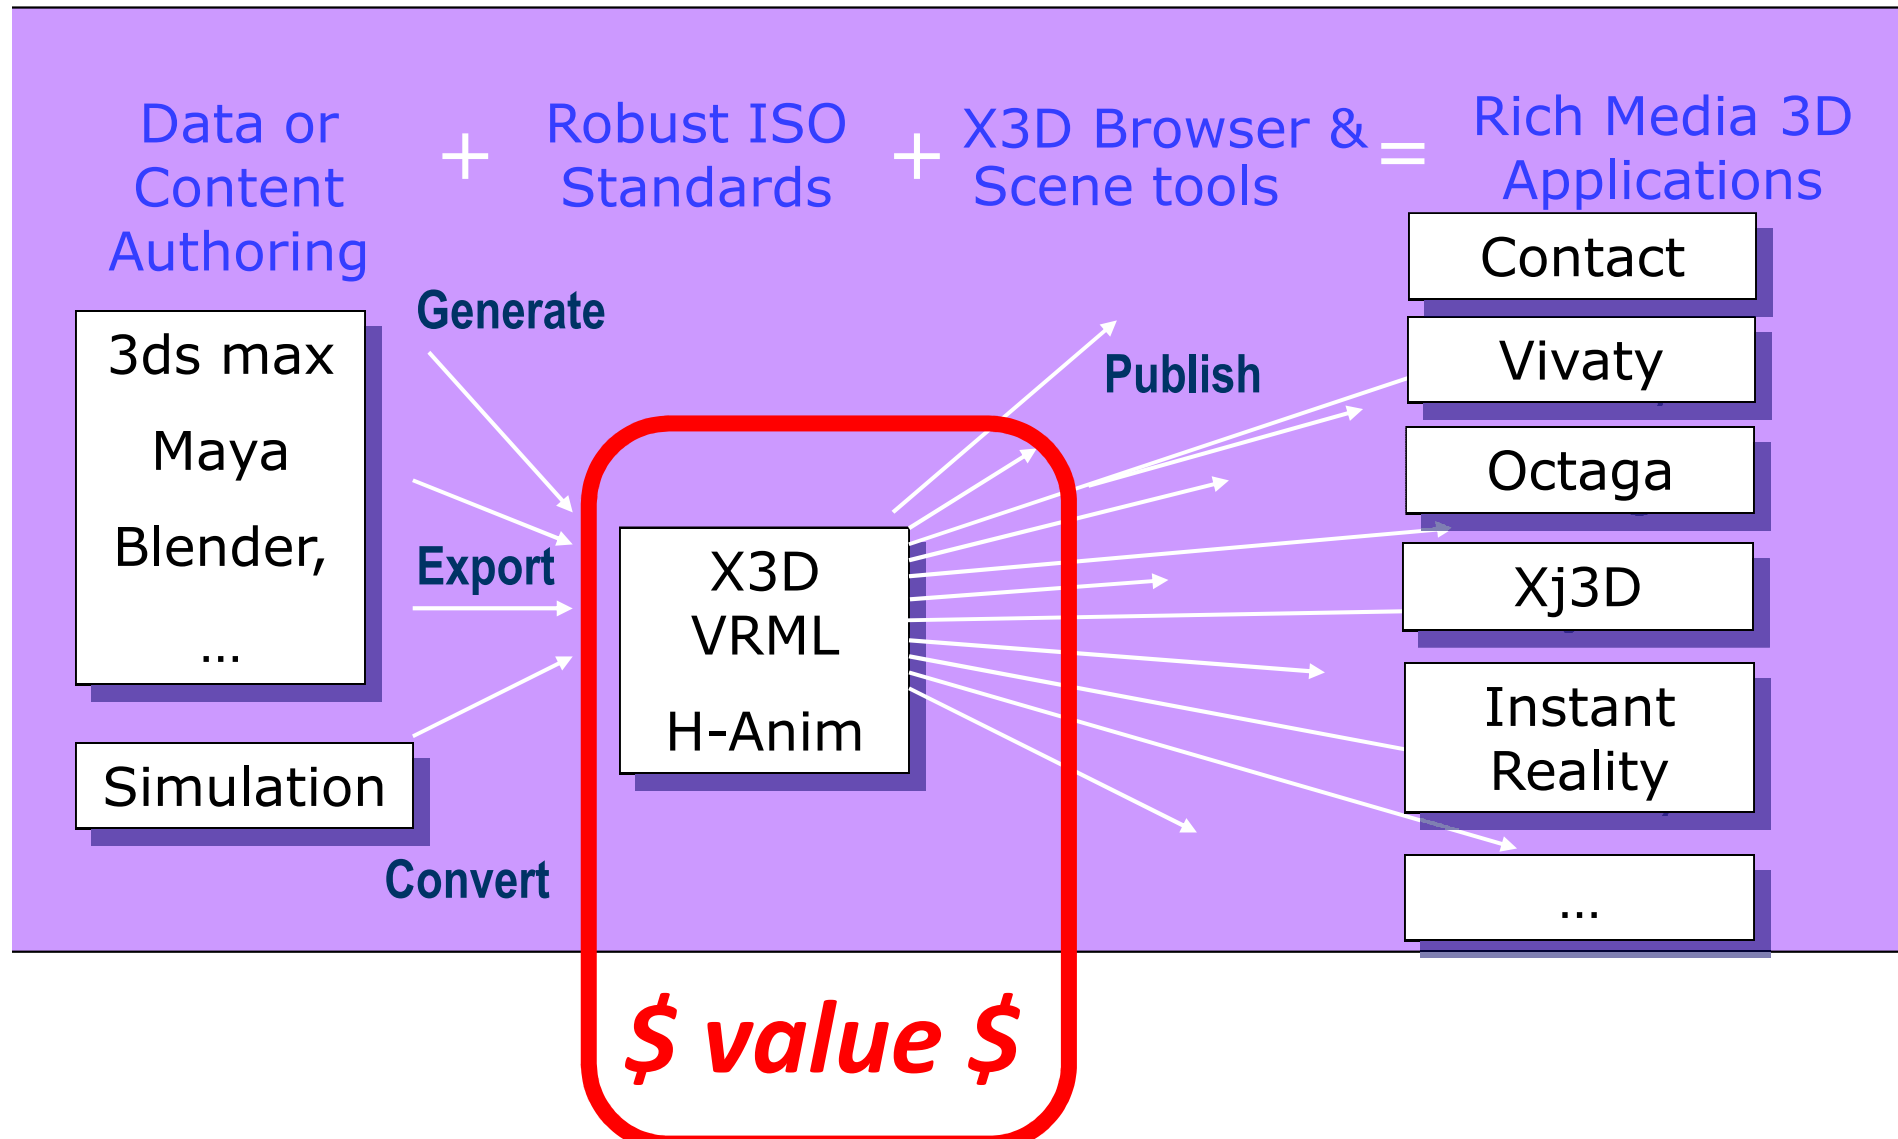 Data or
Content
Authoring
+
Robust ISO
Standards
+
X3D Browser &
Scene tools
=
Rich Media 3D
Applications
Generate
Export
Convert
Publish
3ds max
Maya
Blender,
…
Simulation
X3D
VRML
H-Anim
Contact
Vivaty
Octaga
Xj3D
Instant
Reality
…
$ value $